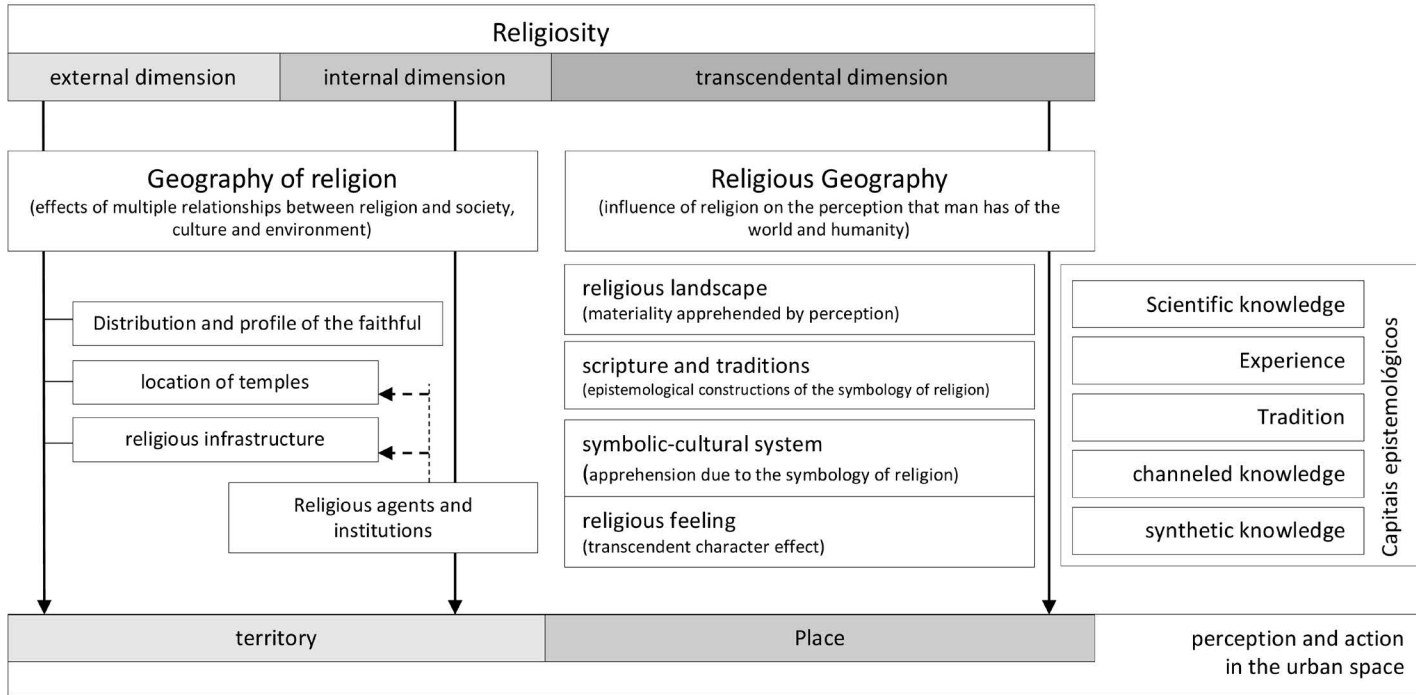 Religiosity
external dimension
internal dimension
transcendental dimension
Geography of religion
(effects of multiple relationships between religion and society,
culture and environment)
Religious Geography
(influence of religion on the perception that man has of the
world and humanity)
Distribution and profile of the faithful
location of temples
religious infrastructure
Religious agents and
institutions
religious landscape
(materiality apprehended by perception)
scripture and traditions
(epistemological constructions of the symbology of religion)
symbolic-cultural system
(apprehension due to the symbology of religion)
religious feeling
(transcendent character effect)
Scientific knowledge
Experience
Tradition
channeled knowledge
synthetic knowledge
Capitais epistemológicos
territory
Place
perception and action
in the urban space